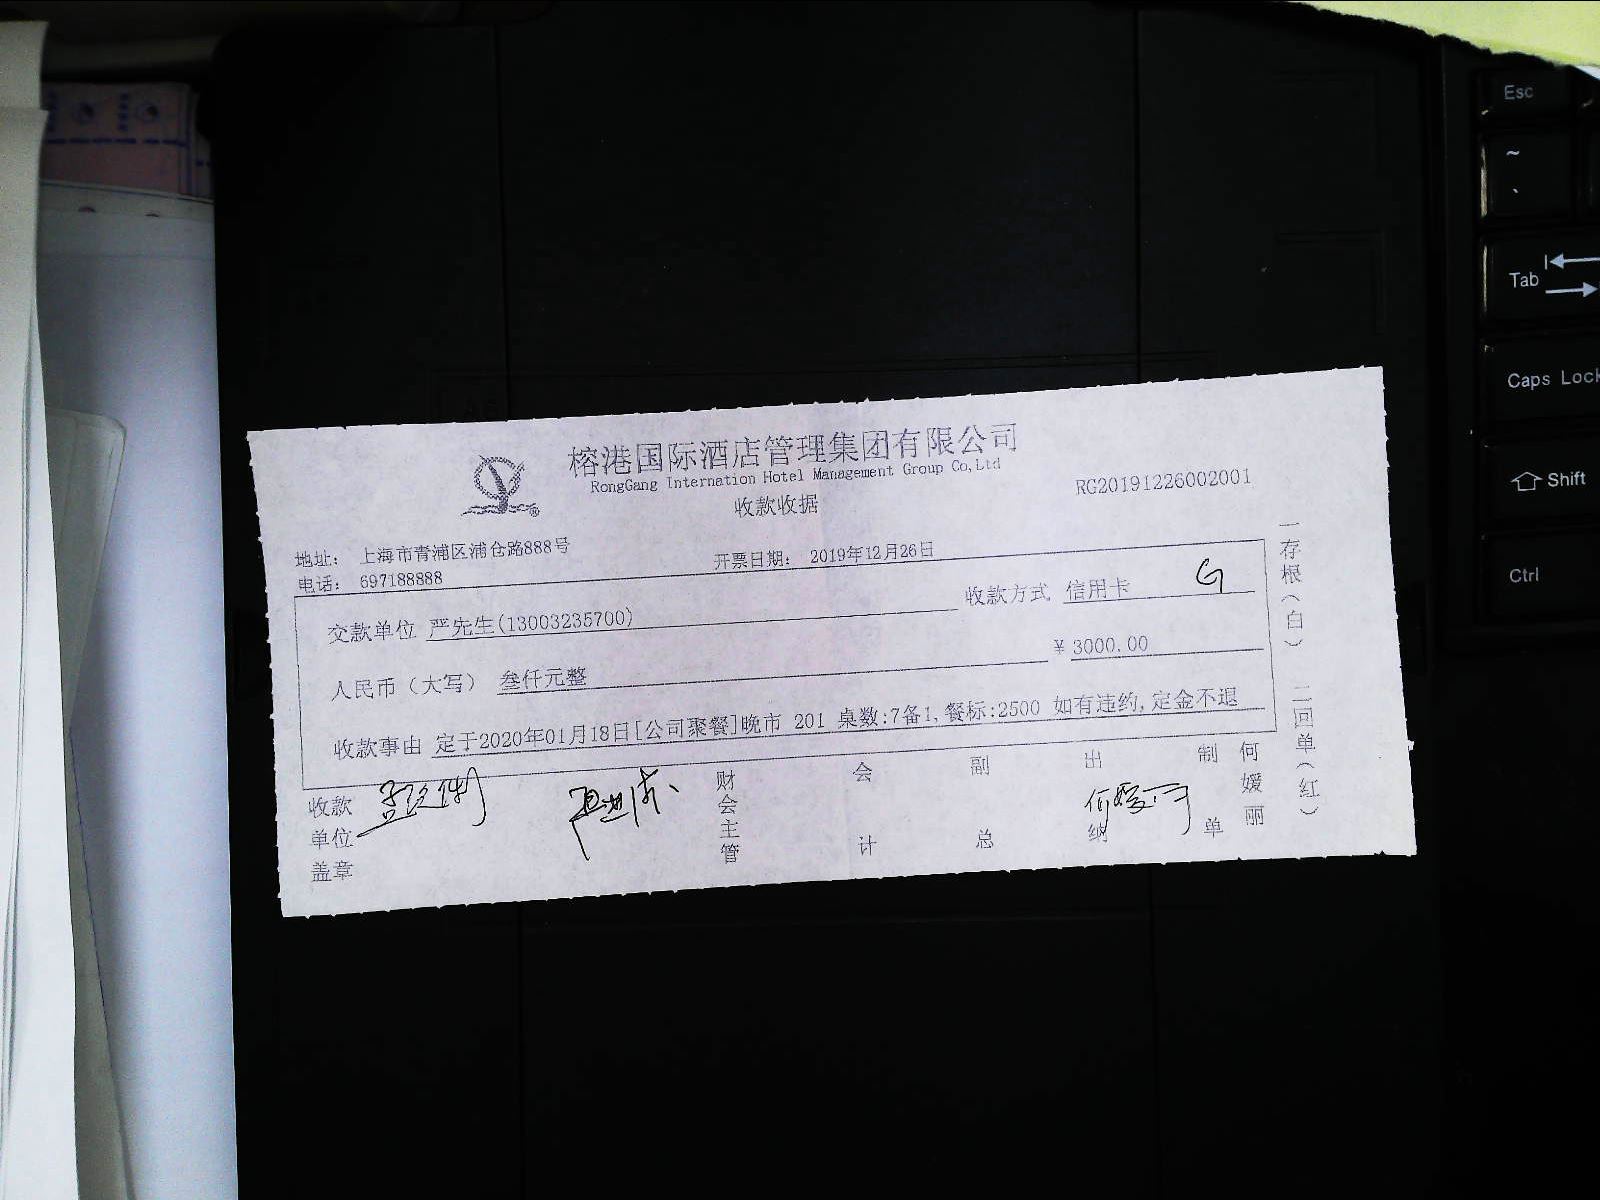 榕港国际酒店管理集团有限公司
RongGang Internation Hotel Management Group Co,Ltd
收款收据
RG20191226002001
地址： 上海市青浦区浦仓路888号
电话： 697188888
开票日期： 2019年12月26日
交款单位 严先生(13003235700)
收款方式 信用卡 G
人民币（大写） 叁仟元整
¥ 3000.00
收款事由 定于2020年01月18日[公司聚餐]晚市 201 桌数:7备1,餐标:2500 如有违约,定金不退
收款单位盖章
财会主管
会计
副总
出纳 何媛丽
制单 何媛丽
一存根（白） 二回单（红）
Esc
~
Tab
Caps Lock
Shift
Ctrl